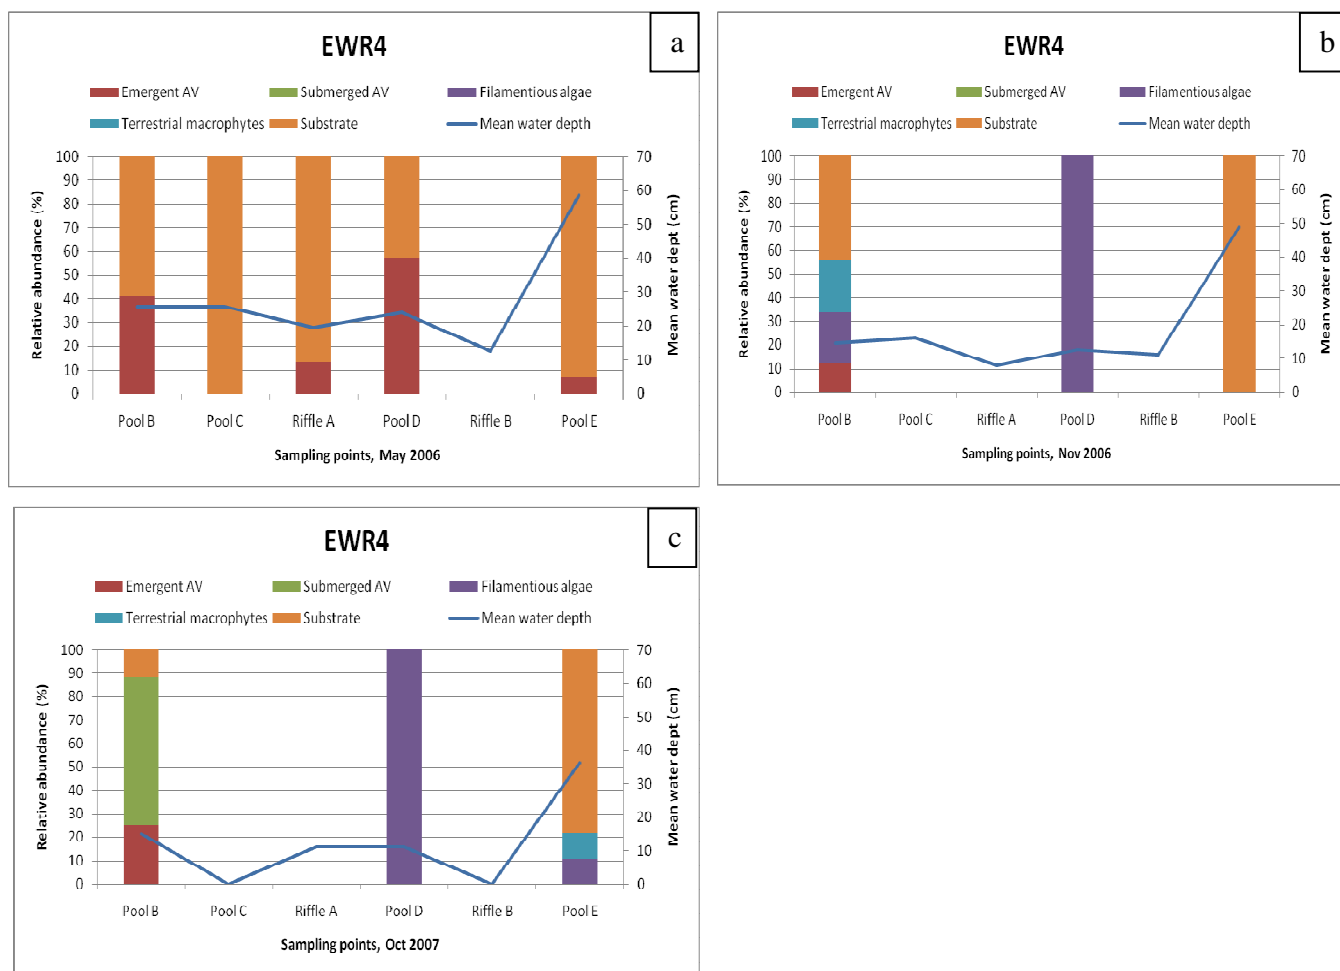 EWR4
a
Emergent AV Submerged AV Filamentious algae
Terrestrial macrophytes Substrate Mean water depth
Relative abundance (%)
100
90
80
70
60
50
40
30
20
10
0
70
60
50
40
30
20
10
0
Mean water dept (cm)
Pool B Pool C Riffle A Pool D Riffle B Pool E
Sampling points, May 2006
EWR4
b
Emergent AV Submerged AV Filamentious algae
Terrestrial macrophytes Substrate Mean water depth
Relative abundance (%)
100
90
80
70
60
50
40
30
20
10
0
70
60
50
40
30
20
10
0
Mean water dept (cm)
Pool B Pool C Riffle A Pool D Riffle B Pool E
Sampling points, Nov 2006
EWR4
c
Emergent AV Submerged AV Filamentious algae
Terrestrial macrophytes Substrate Mean water depth
Relative abundance (%)
100
90
80
70
60
50
40
30
20
10
0
70
60
50
40
30
20
10
0
Mean water dept (cm)
Pool B Pool C Riffle A Pool D Riffle B Pool E
Sampling points, Oct 2007